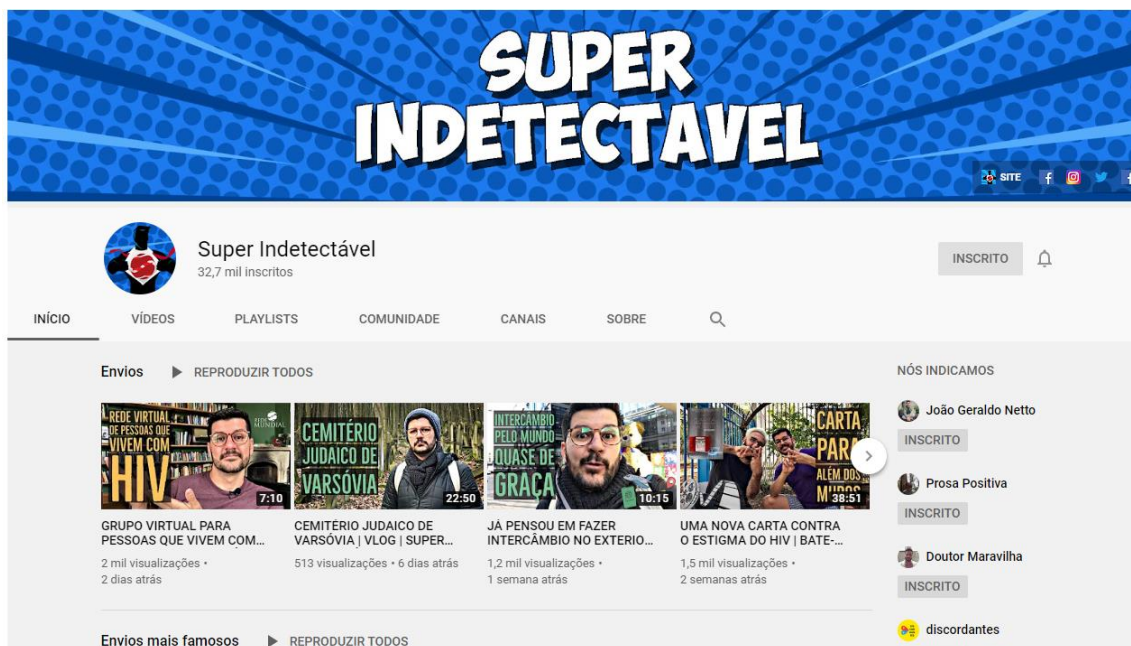 SUPER
INDETECTAVEL
SITE
Super Indetectável
32,7 mil inscritos
INSCRITO
INÍCIO VÍDEOS PLAYLISTS COMUNIDADE CANAIS SOBRE
Envios REPRODUZIR TODOS
NÓS INDICAMOS
REDE VIRTUAL
DE PESSOAS QUE
VIVEM COM
HIV
REDE
MUNDIAL
7:10
CEMITÉRIO
JUDAICO DE
VARSÓVIA
22:50
INTERCÂMBIO
PELO MUNDO
QUASE DE
GRAÇA
10:15
CARTA
PARA
ALÉM DOS
MUROS
38:51
GRUPO VIRTUAL PARA
PESSOAS QUE VIVEM COM...
2 mil visualizações •
2 dias atrás
CEMITÉRIO JUDAICO DE
VARSÓVIA | VLOG | SUPER...
513 visualizações • 6 dias atrás
JÁ PENSOU EM FAZER
INTERCÂMBIO NO EXTERIO...
1,2 mil visualizações •
1 semana atrás
UMA NOVA CARTA CONTRA
O ESTIGMA DO HIV | BATE-...
1,5 mil visualizações •
2 semanas atrás
João Geraldo Netto
INSCRITO
Prosa Positiva
INSCRITO
Doutor Maravilha
INSCRITO
discordantes
Envios mais famosos REPRODUZIR TODOS